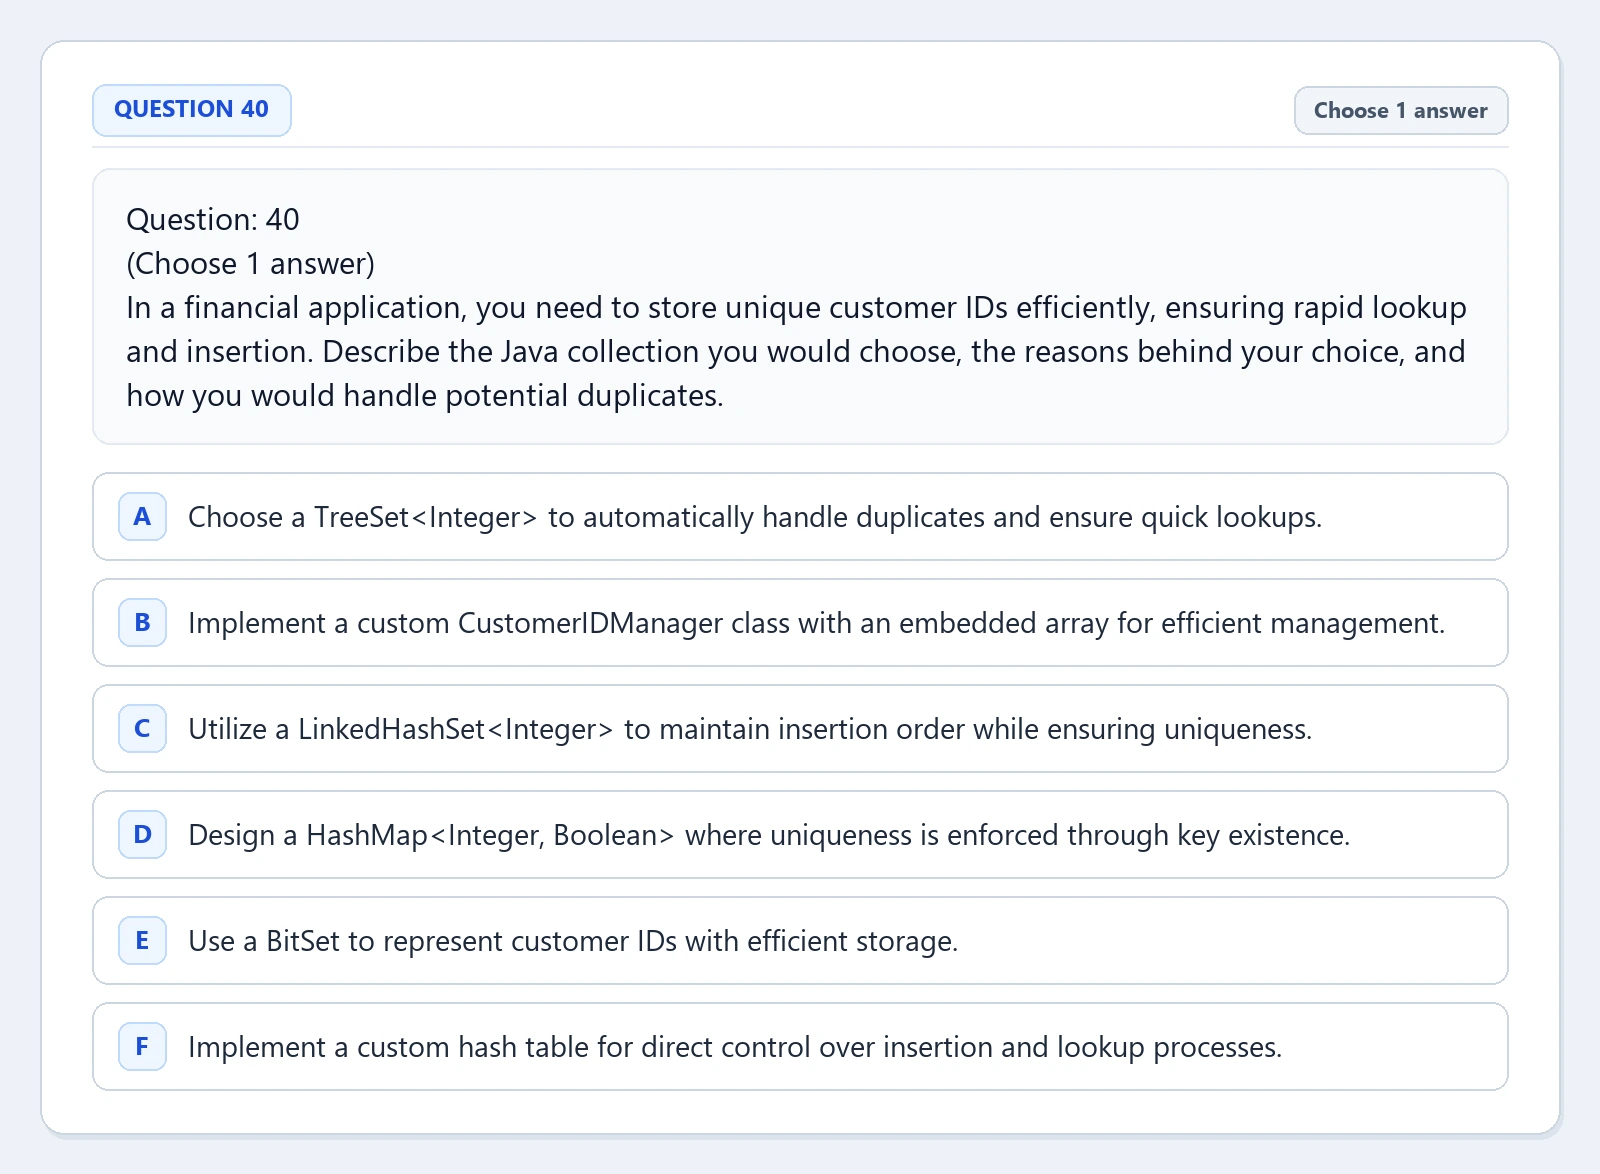 QUESTION 40
Choose 1 answer
Question: 40
(Choose 1 answer)
In a financial application, you need to store unique customer IDs efficiently, ensuring rapid lookup
and insertion. Describe the Java collection you would choose, the reasons behind your choice, and
how you would handle potential duplicates.
A Choose a TreeSet<Integer> to automatically handle duplicates and ensure quick lookups.
B Implement a custom CustomerIDManager class with an embedded array for efficient management.
C Utilize a LinkedHashSet<Integer> to maintain insertion order while ensuring uniqueness.
D Design a HashMap<Integer, Boolean> where uniqueness is enforced through key existence.
E Use a BitSet to represent customer IDs with efficient storage.
F Implement a custom hash table for direct control over insertion and lookup processes.